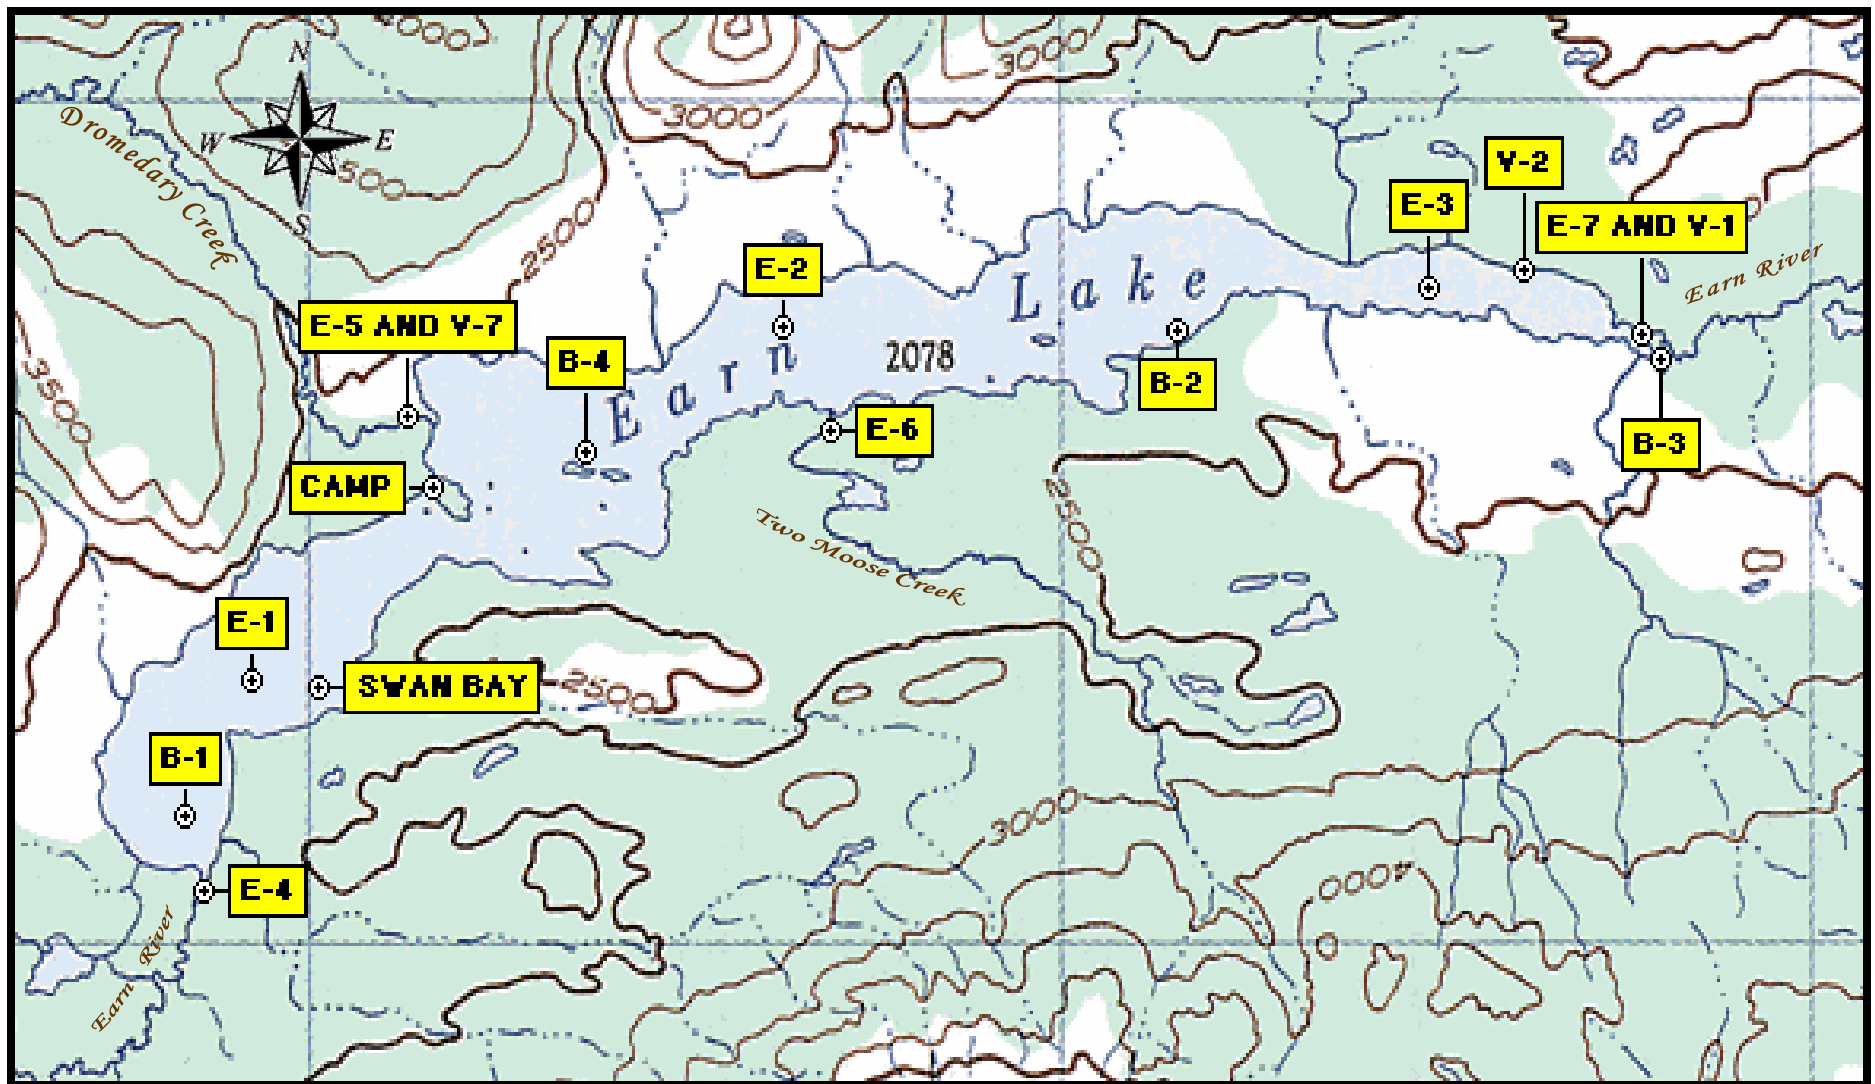 4000
3000
3000
N
W
E
S
500
Dromedary Creek
2500
V-2
E-3
E-7 AND V-1
E-2
Earn River
E-5 AND V-7
B-4
Earn Lake
2078
B-2
3500
E-6
B-3
CAMP
2500
Two Moose Creek
E-1
SWAN BAY
2500
B-1
3000
E-4
4000
Earn River